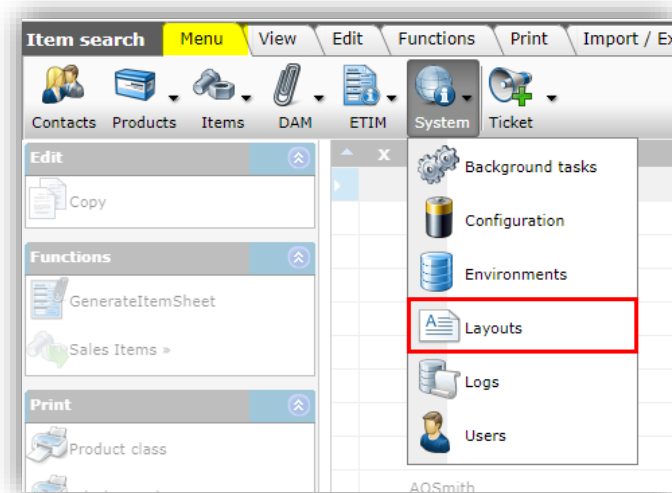 Item search Menu View Edit Functions Print Import / Ex
Contacts Products Items DAM ETIM System Ticket
Edit
X
Copy
Functions
GenerateItemSheet
Sales Items »
Print
Product class
Background tasks
Configuration
Environments
Layouts
Logs
Users
AOSmith